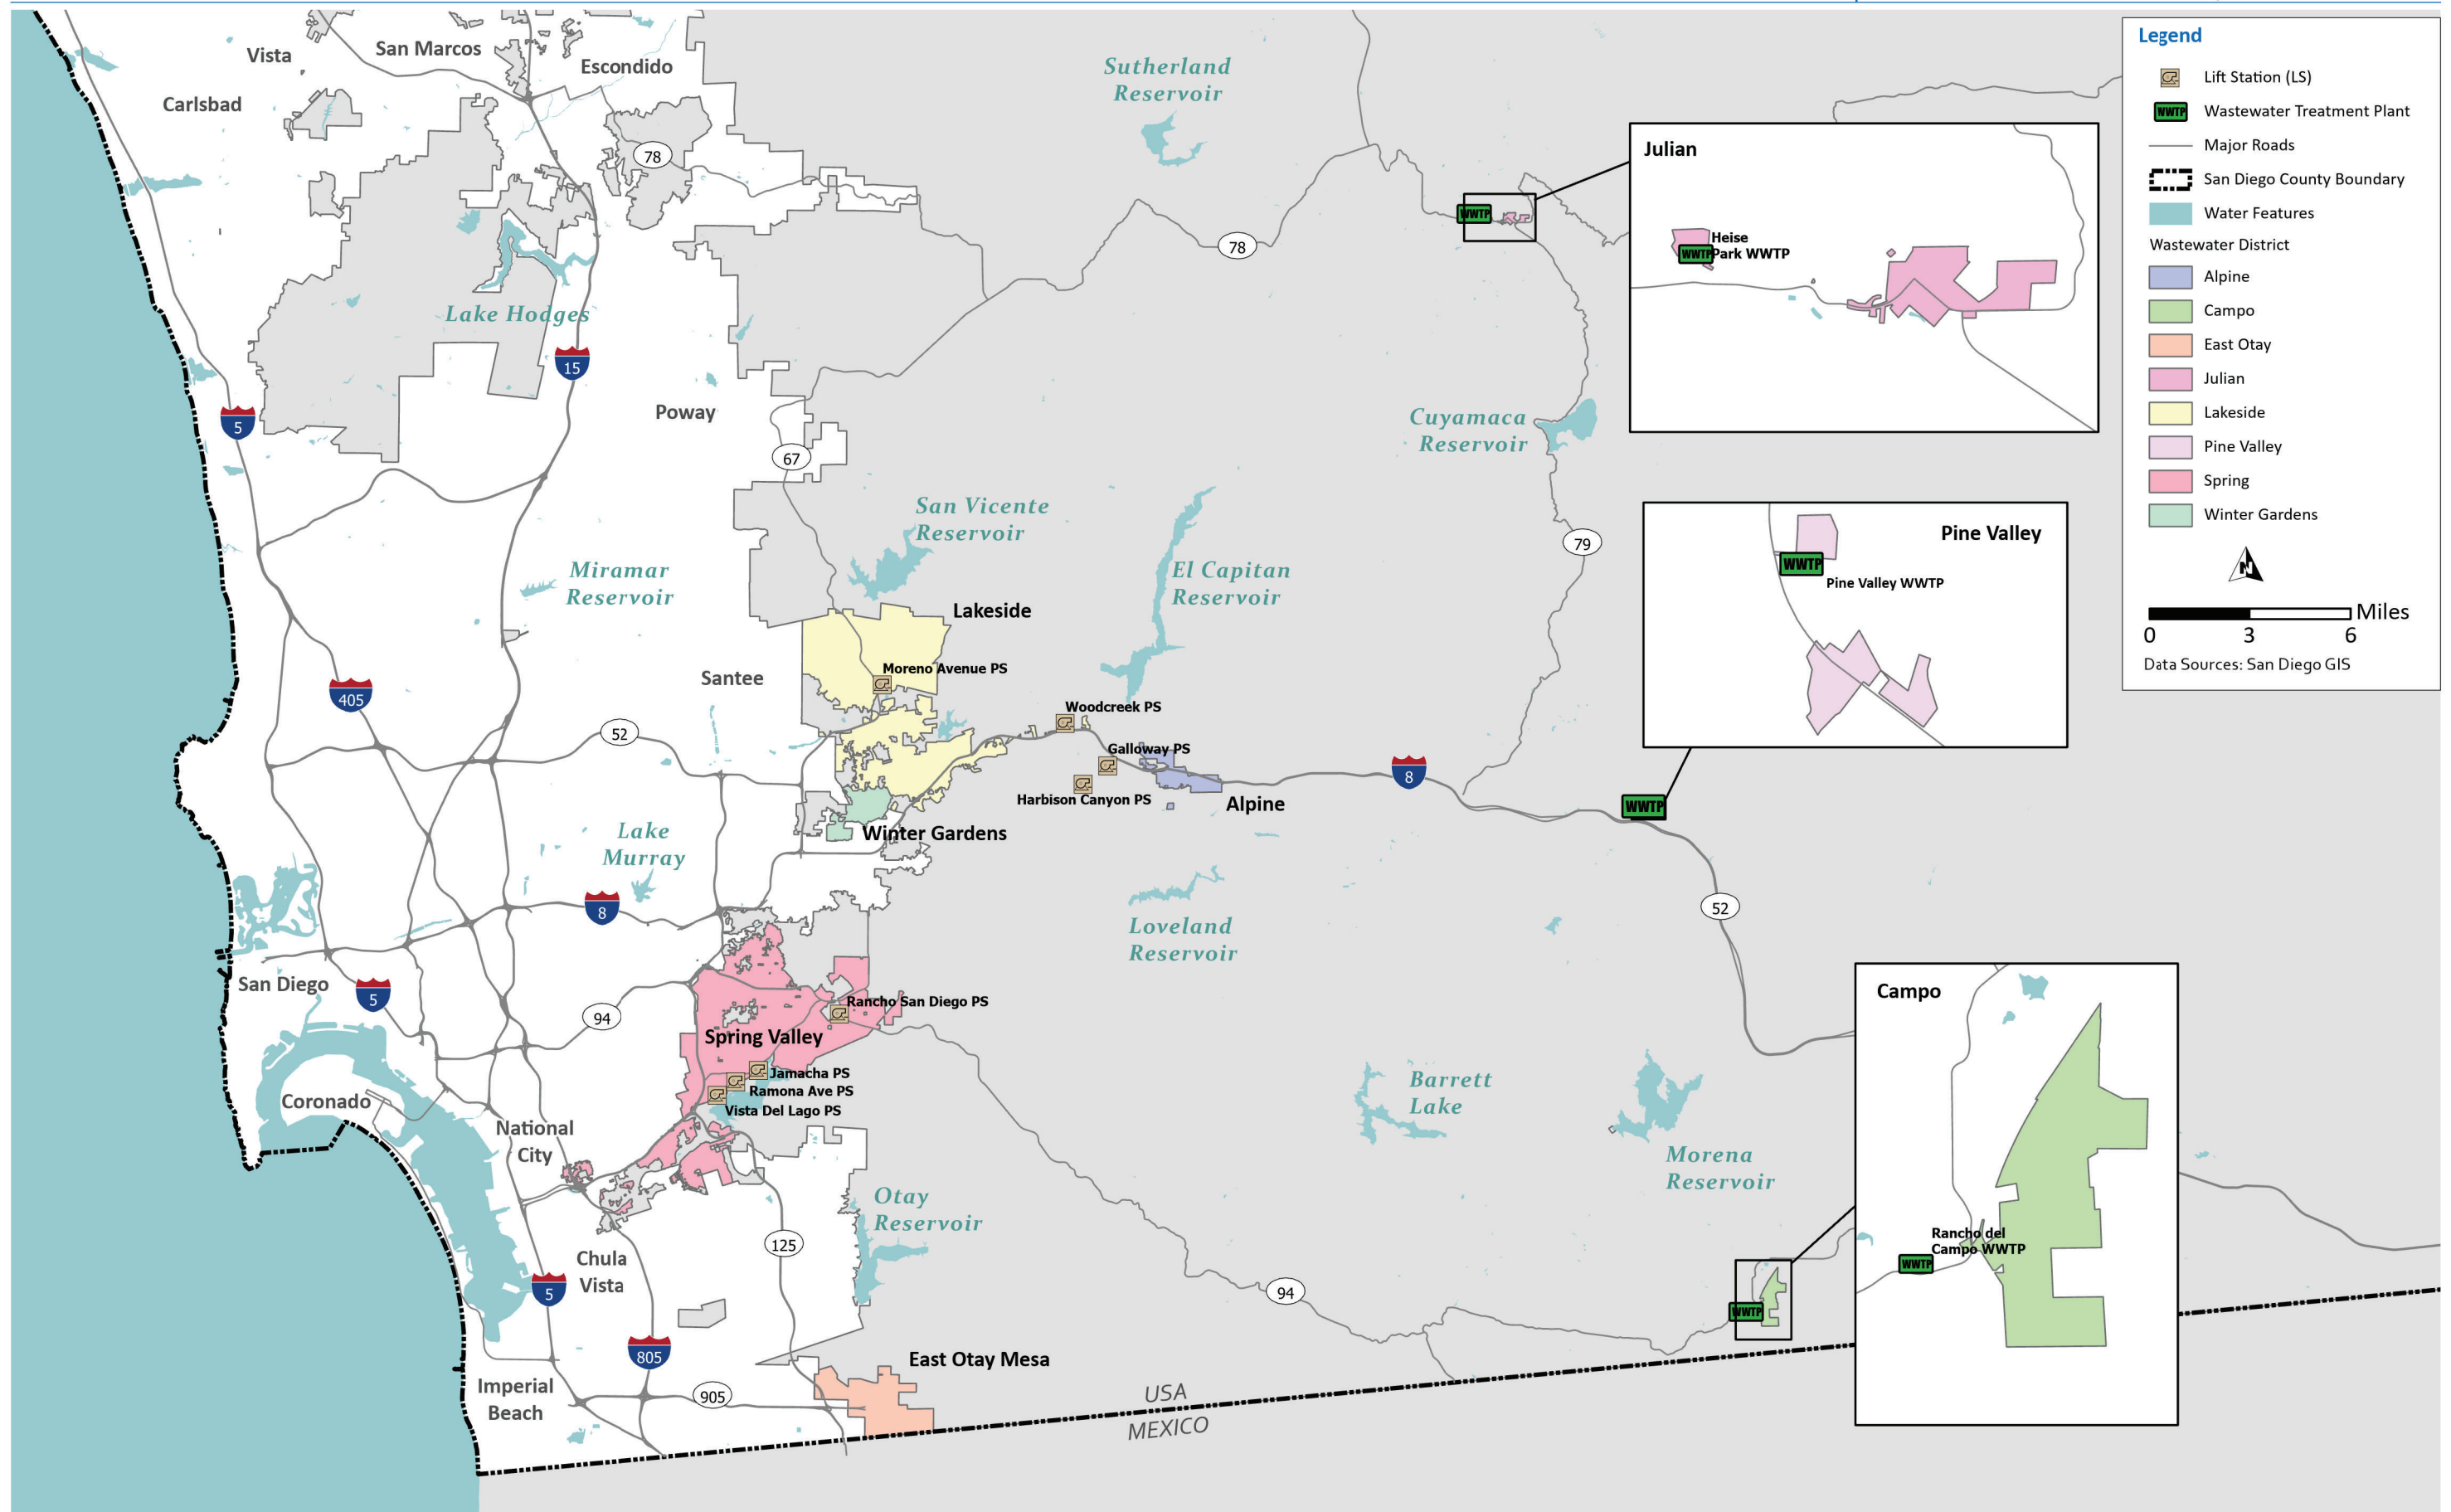 Vista
San Marcos
Escondido
Carlsbad
Sutherland
Reservoir
78
78
Lake Hodges
15
5
Poway
67
Cuyamaca
Reservoir
San Vicente
Reservoir
Miramar
Reservoir
El Capitan
Reservoir
79
Lakeside
Moreno Avenue PS
Santee
405
52
Woodcreek PS
Galloway PS
Harbison Canyon PS
Alpine
8
WWTP
WWTP
Winter Gardens
Lake
Murray
8
Loveland
Reservoir
52
San Diego
5
94
Rancho San Diego PS
Spring Valley
Jamacha PS
Ramona Ave PS
Vista Del Lago PS
Coronado
National
City
Barrett
Lake
Morena
Reservoir
Otay
Reservoir
Chula
Vista
125
5
94
WWTP
805
East Otay Mesa
Imperial
Beach
905
USA
MEXICO
Julian
Heise
Park WWTP
WWTP
Pine Valley
WWTP
Pine Valley WWTP
Campo
Rancho del
Campo WWTP
WWTP
Legend
Lift Station (LS)
WWTP Wastewater Treatment Plant
Major Roads
San Diego County Boundary
Water Features
Wastewater District
Alpine
Campo
East Otay
Julian
Lakeside
Pine Valley
Spring
Winter Gardens
N
Miles
0 3 6
Data Sources: San Diego GIS